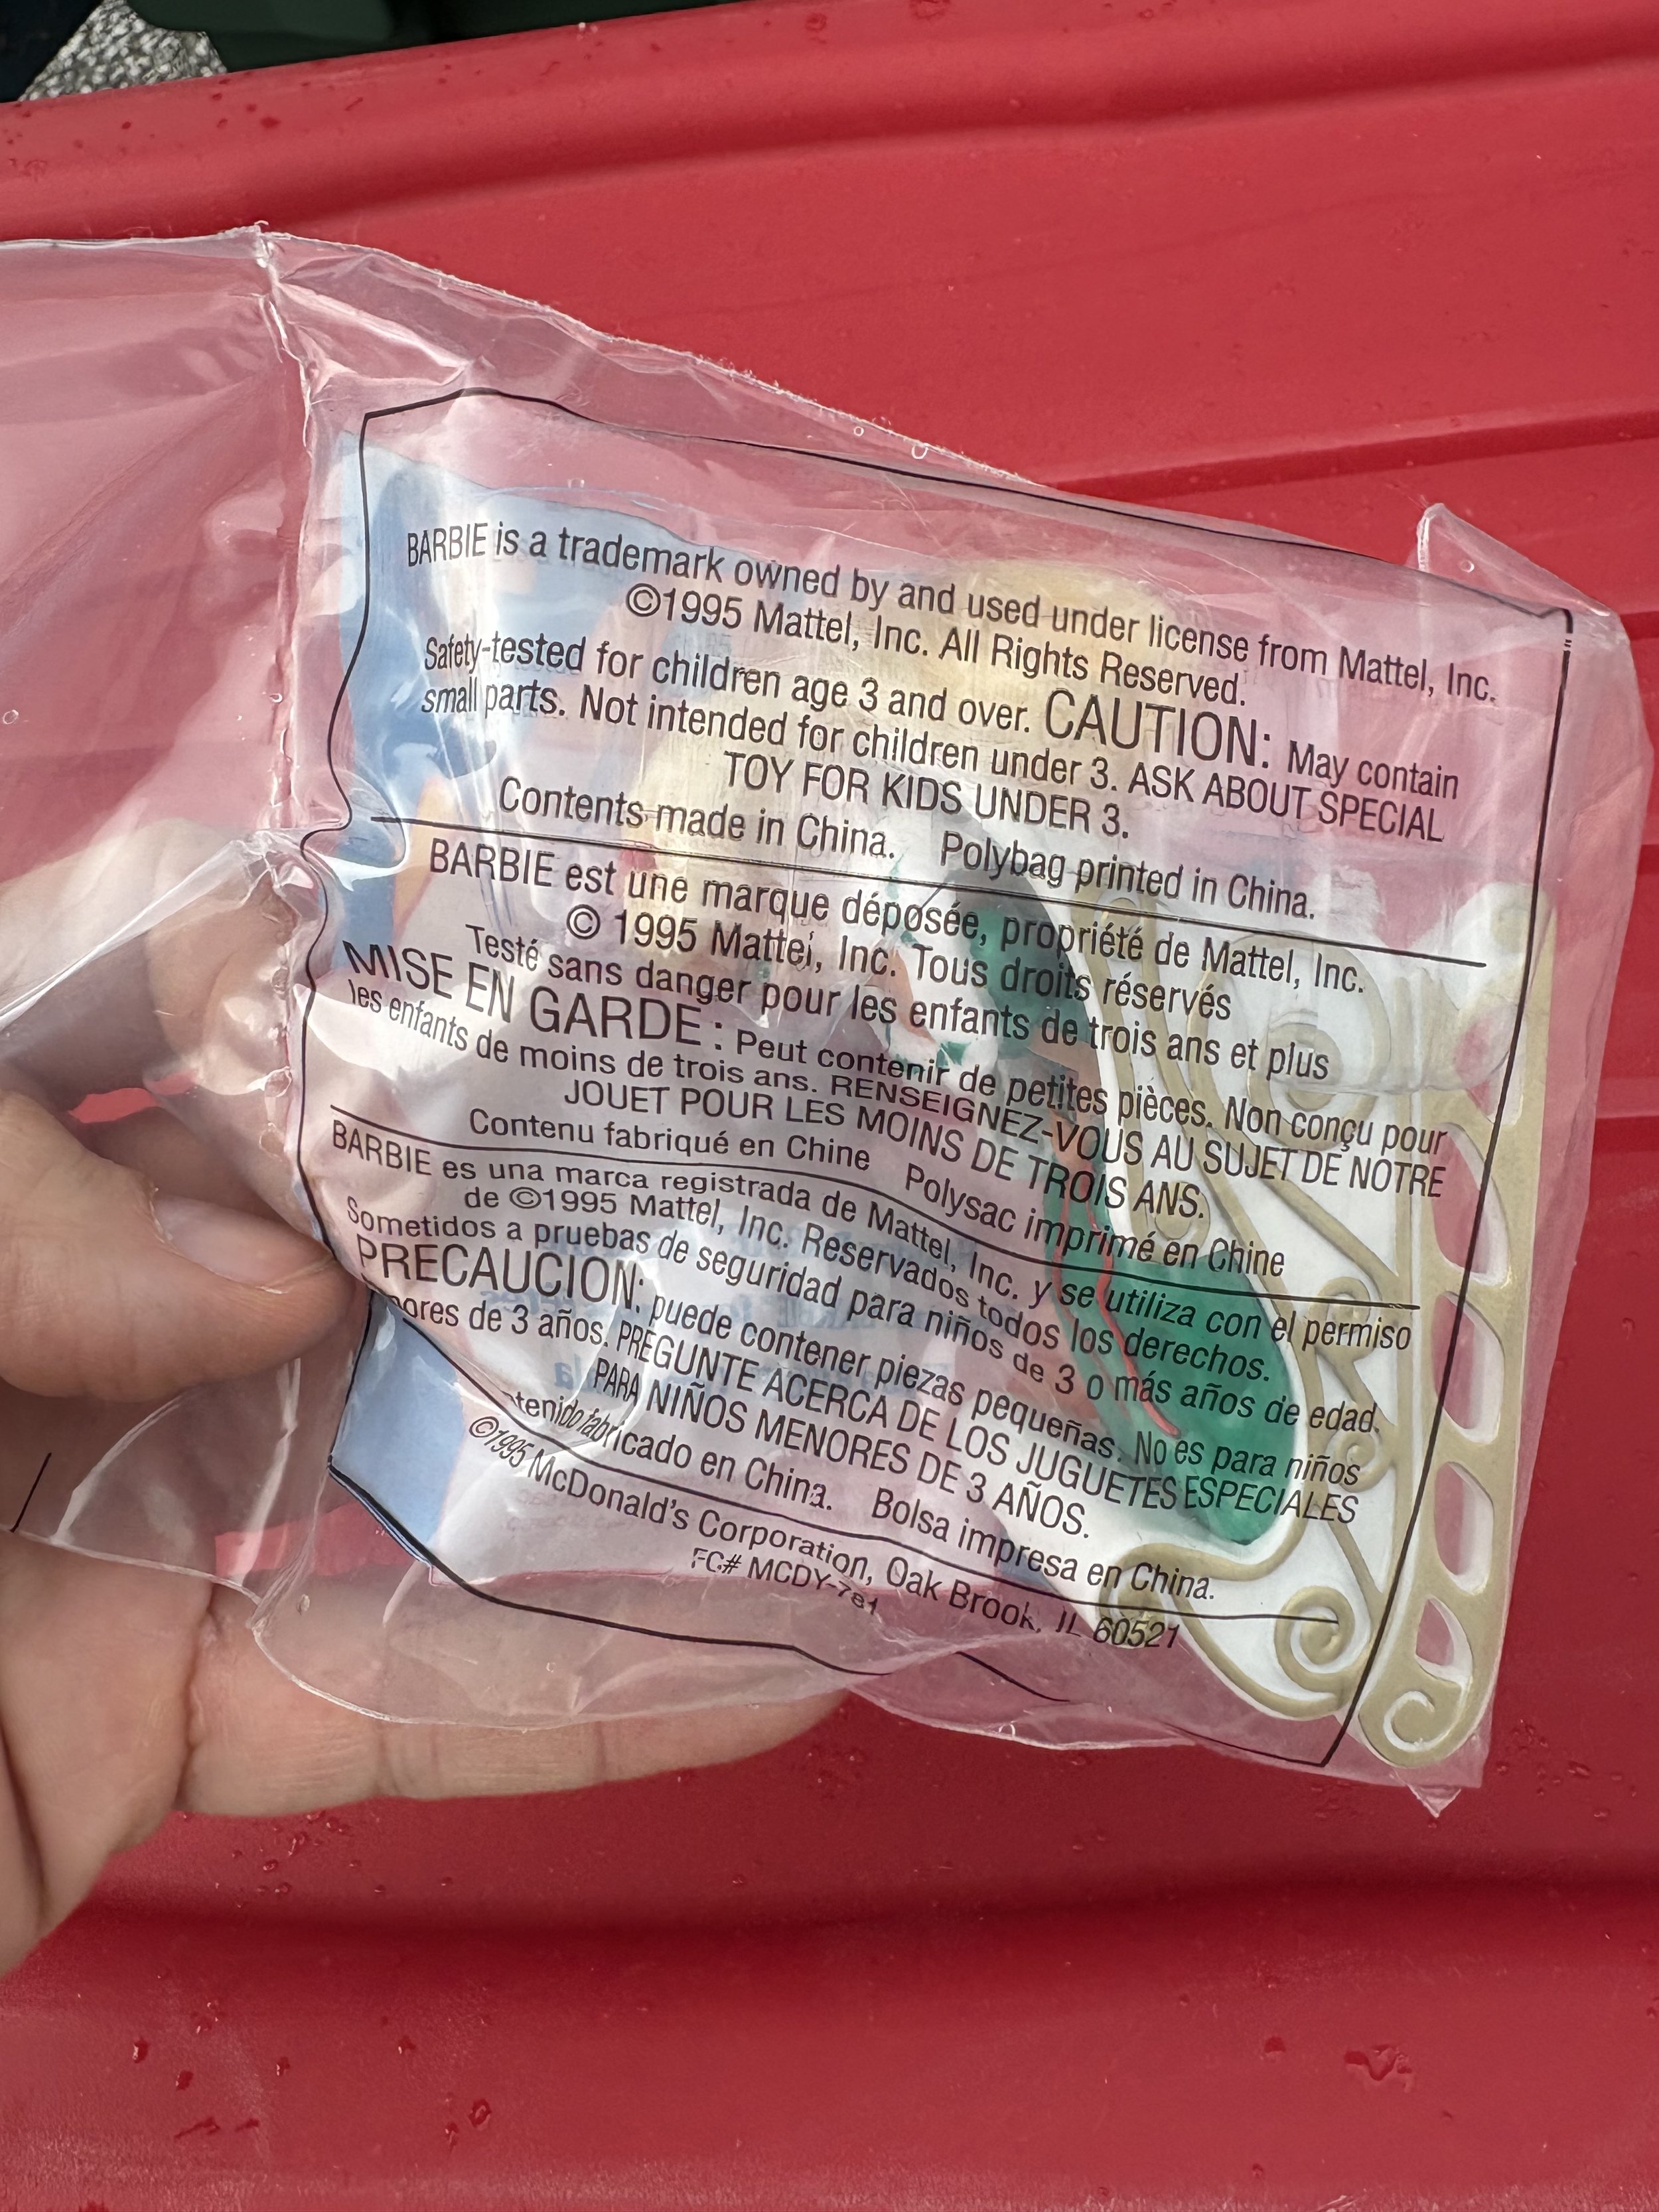 BARBIE is a trademark owned by and used under license from Mattel, Inc.
©1995 Mattel, Inc. All Rights Reserved.
Safety-tested for children age 3 and over. CAUTION: May contain
small parts. Not intended for children under 3. ASK ABOUT SPECIAL
TOY FOR KIDS UNDER 3.
Contents made in China. Polybag printed in China.
BARBIE est une marque déposée, propriété de Mattel, Inc.
© 1995 Mattel, Inc. Tous droits réservés
Testé sans danger pour les enfants de trois ans et plus
MISE EN GARDE : Peut contenir de petites pièces. Non conçu pour
les enfants de moins de trois ans. RENSEIGNEZ-VOUS AU SUJET DE NOTRE
JOUET POUR LES MOINS DE TROIS ANS.
Contenu fabriqué en Chine Polysac imprimé en Chine
BARBIE es una marca registrada de Mattel, Inc. y se utiliza con el permiso
de ©1995 Mattel, Inc. Reservados todos los derechos.
Sometidos a pruebas de seguridad para niños de 3 o más años de edad.
PRECAUCION: puede contener piezas pequeñas. No es para niños
nores de 3 años. PREGUNTE ACERCA DE LOS JUGUETES ESPECIALES
PARA NIÑOS MENORES DE 3 AÑOS.
tenido fabricado en China. Bolsa impresa en China.
©1995 McDonald's Corporation, Oak Brook, IL 60521
FC# MCDY-781